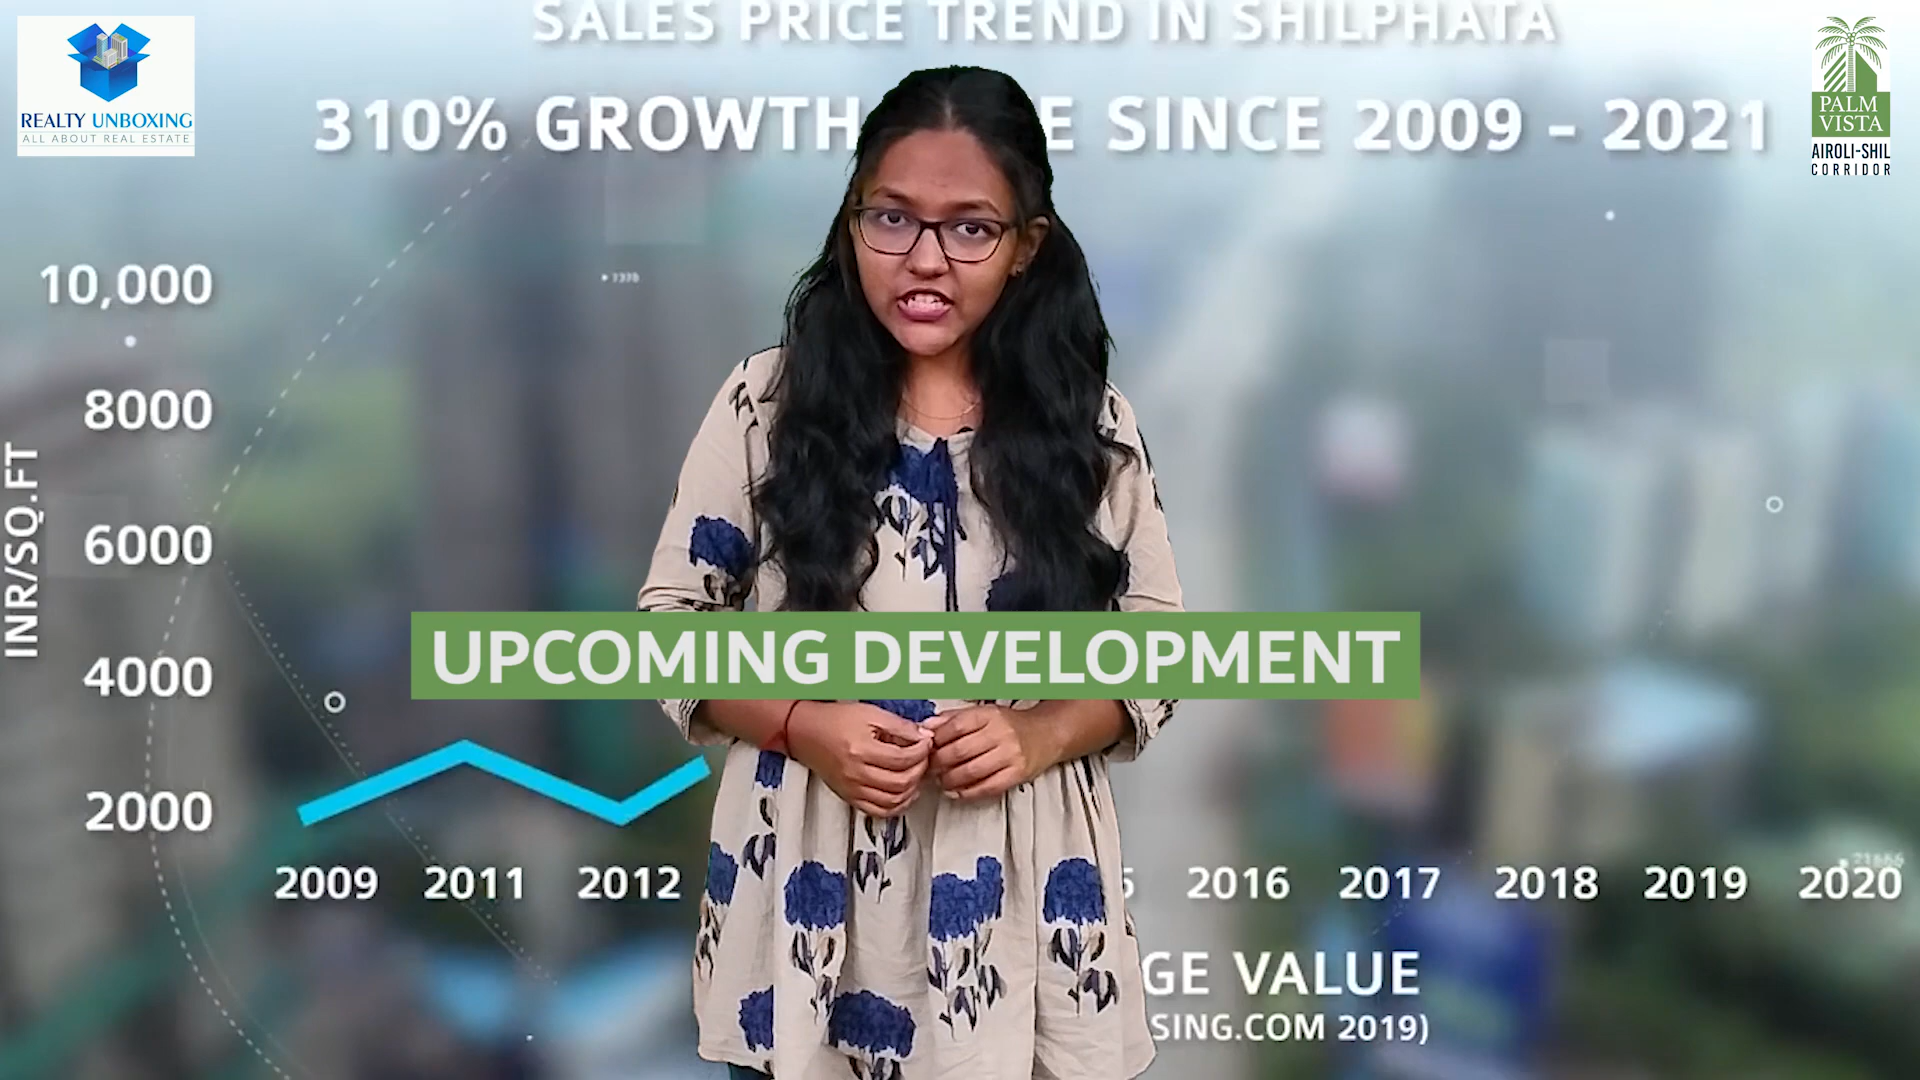 SALES PRICE TREND IN SHILPHATA
310% GROWTH E SINCE 2009 - 2021
REALTY UNBOXING
ALL ABOUT REAL ESTATE
PALM
VISTA
AIROLI-SHIL
CORRIDOR
10,000
8000
6000
4000
2000
INR/SQ.FT
UPCOMING DEVELOPMENT
2009 2011 2012 5 2016 2017 2018 2019 2020
GE VALUE
SING.COM 2019)